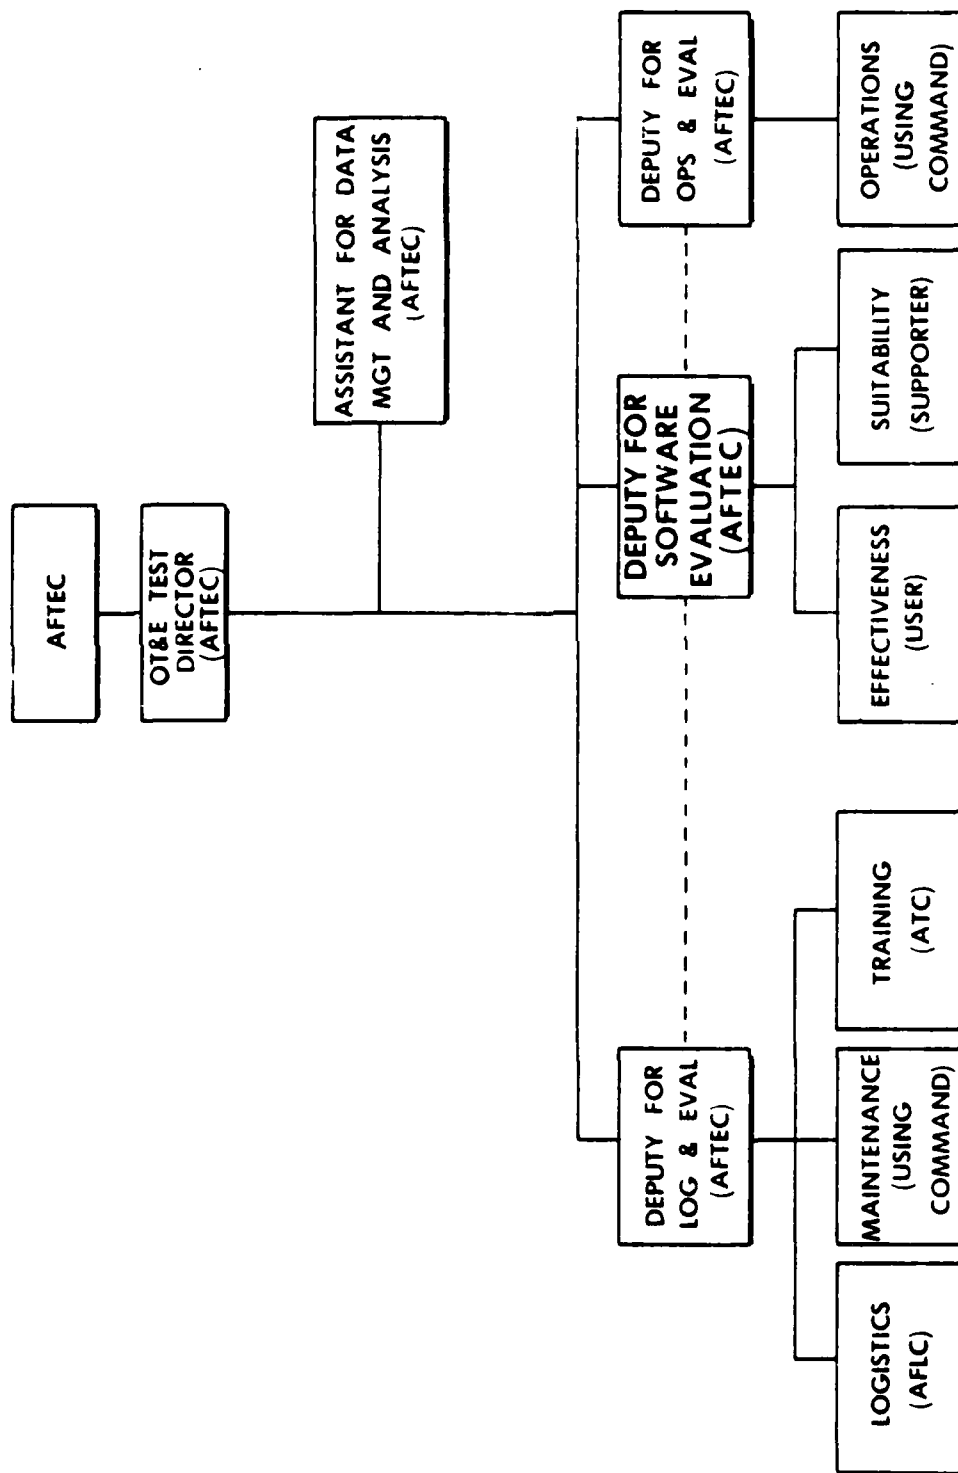 AFTEC
OT&E TEST
DIRECTOR
(AFTEC)
ASSISTANT FOR DATA
MGT AND ANALYSIS
(AFTEC)
DEPUTY FOR
LOG & EVAL
(AFTEC)
DEPUTY FOR
SOFTWARE
EVALUATION
(AFTEC)
DEPUTY FOR
OPS & EVAL
(AFTEC)
LOGISTICS
(AFLC)
MAINTENANCE
(USING
COMMAND)
TRAINING
(ATC)
EFFECTIVENESS
(USER)
SUITABILITY
(SUPPORTER)
OPERATIONS
(USING
COMMAND)